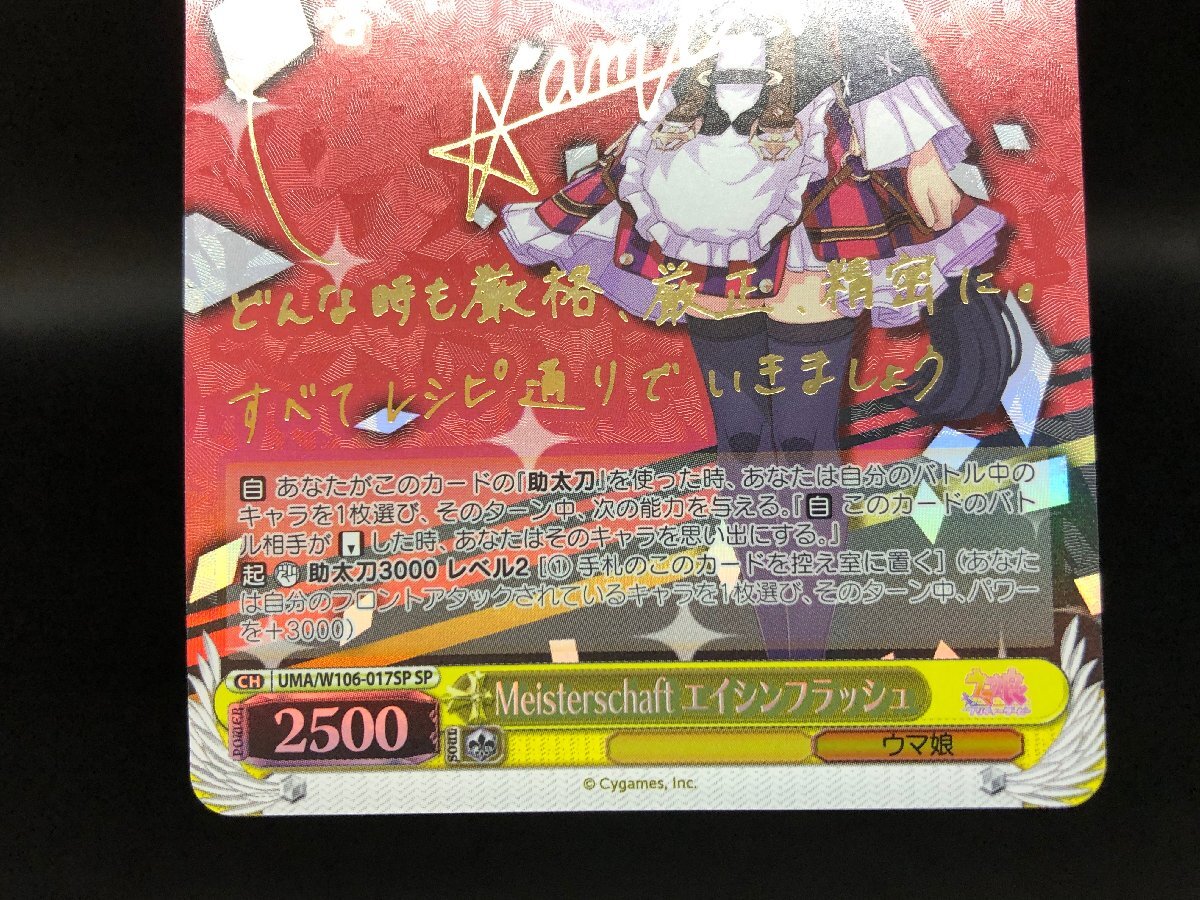 どんな時も厳格、厳正、精密に。
すべてレシピ通りでいきましょう
自 あなたがこのカードの「助太刀」を使った時、あなたは自分のバトル中の
キャラを1枚選び、そのターン中、次の能力を与える。「自 このカードのバト
ル相手が ▼ した時、あなたはそのキャラを思い出にする。」
起 助太刀3000 レベル2 [① 手札のこのカードを控え室に置く] (あなた
は自分のフロントアタックされているキャラを1枚選び、そのターン中、パワー
を＋3000)
CH UMA/W106-017SP SP
Meisterschaft エイシンフラッシュ
POWER 2500
SOUL
ウマ娘
© Cygames, Inc.